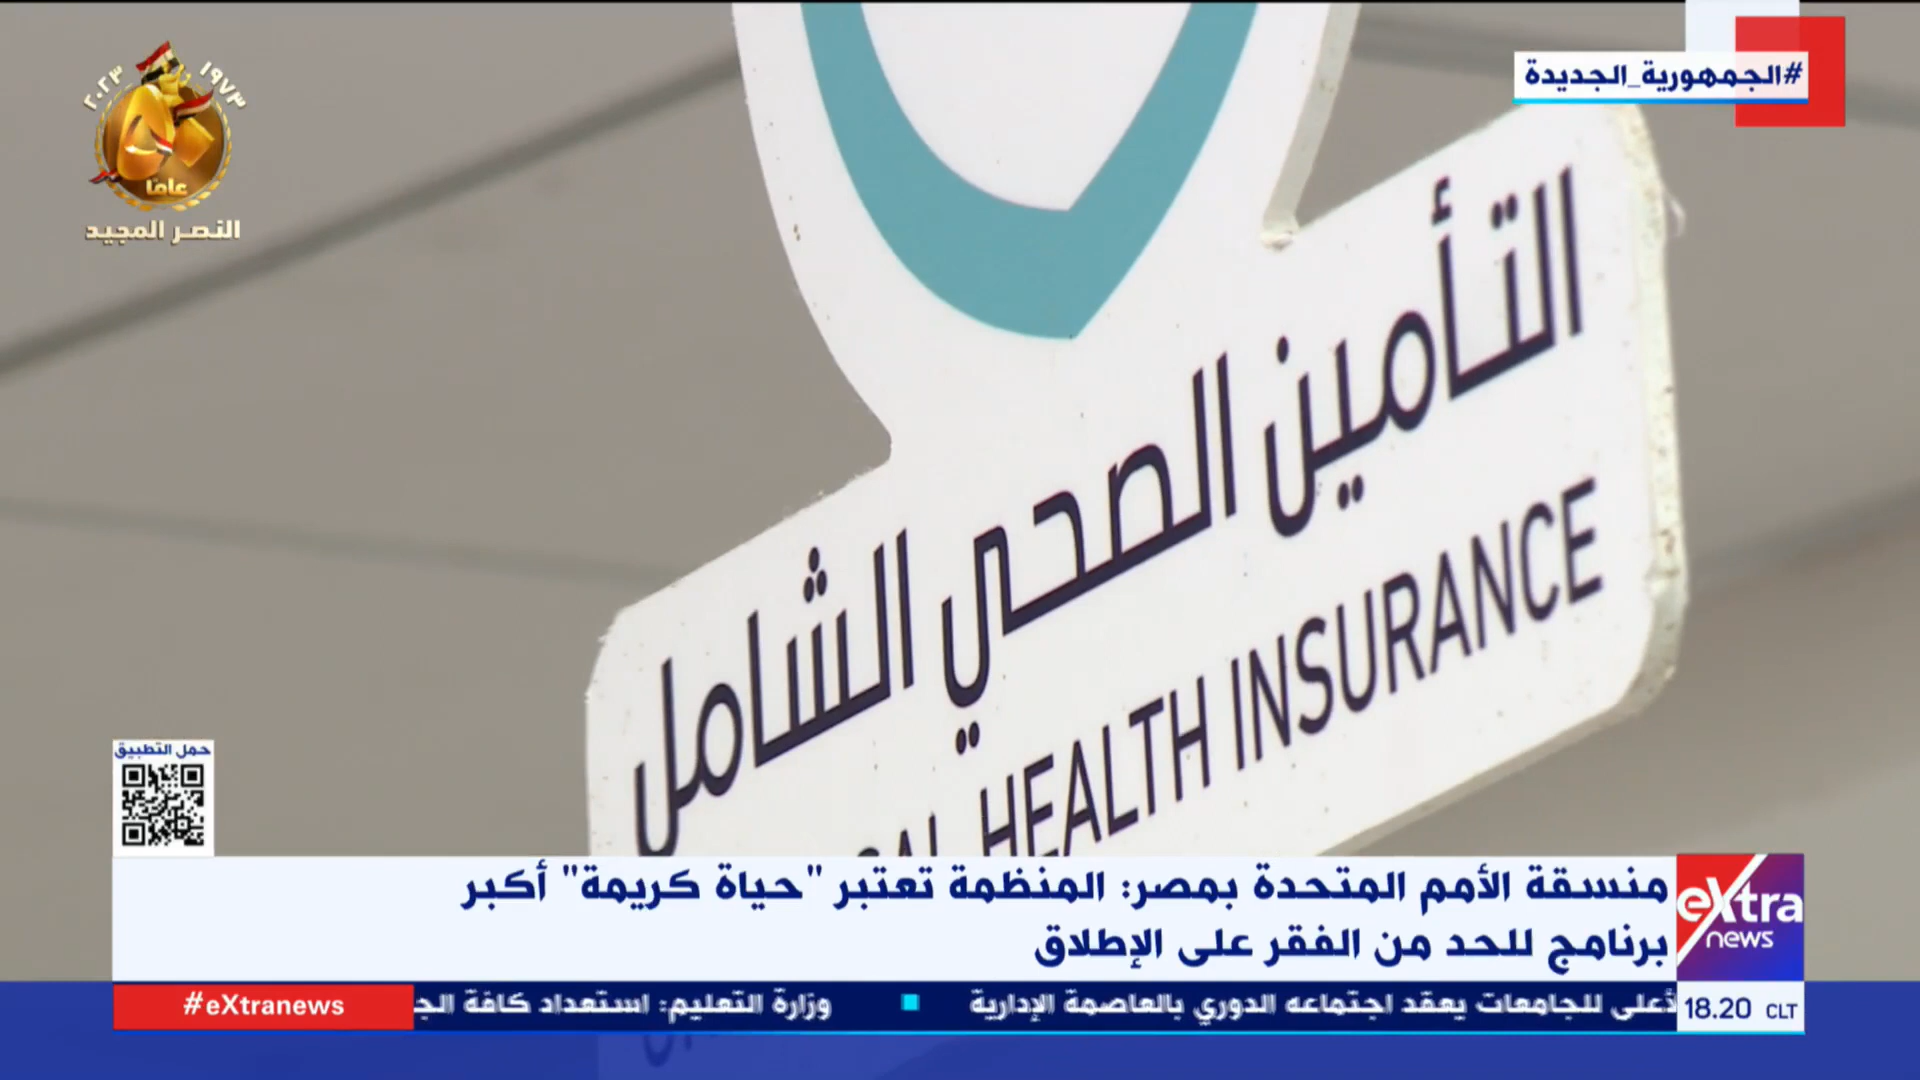 #الجمهورية_الجديدة
١٩٧٣
٢٠٢٣
٥٠
عامًا
النصر المجيد
التأمين الصحي الشامل
HEALTH INSURANCE
حمل التطبيق
منسقة الأمم المتحدة بمصر: المنظمة تعتبر "حياة كريمة" أكبر
برنامج للحد من الفقر على الإطلاق
eXtra
news
#eXtranews
للجامعات يعقد اجتماعه الدوري بالعاصمة الإدارية
وزارة التعليم: استعداد كافة
18.20 CLT